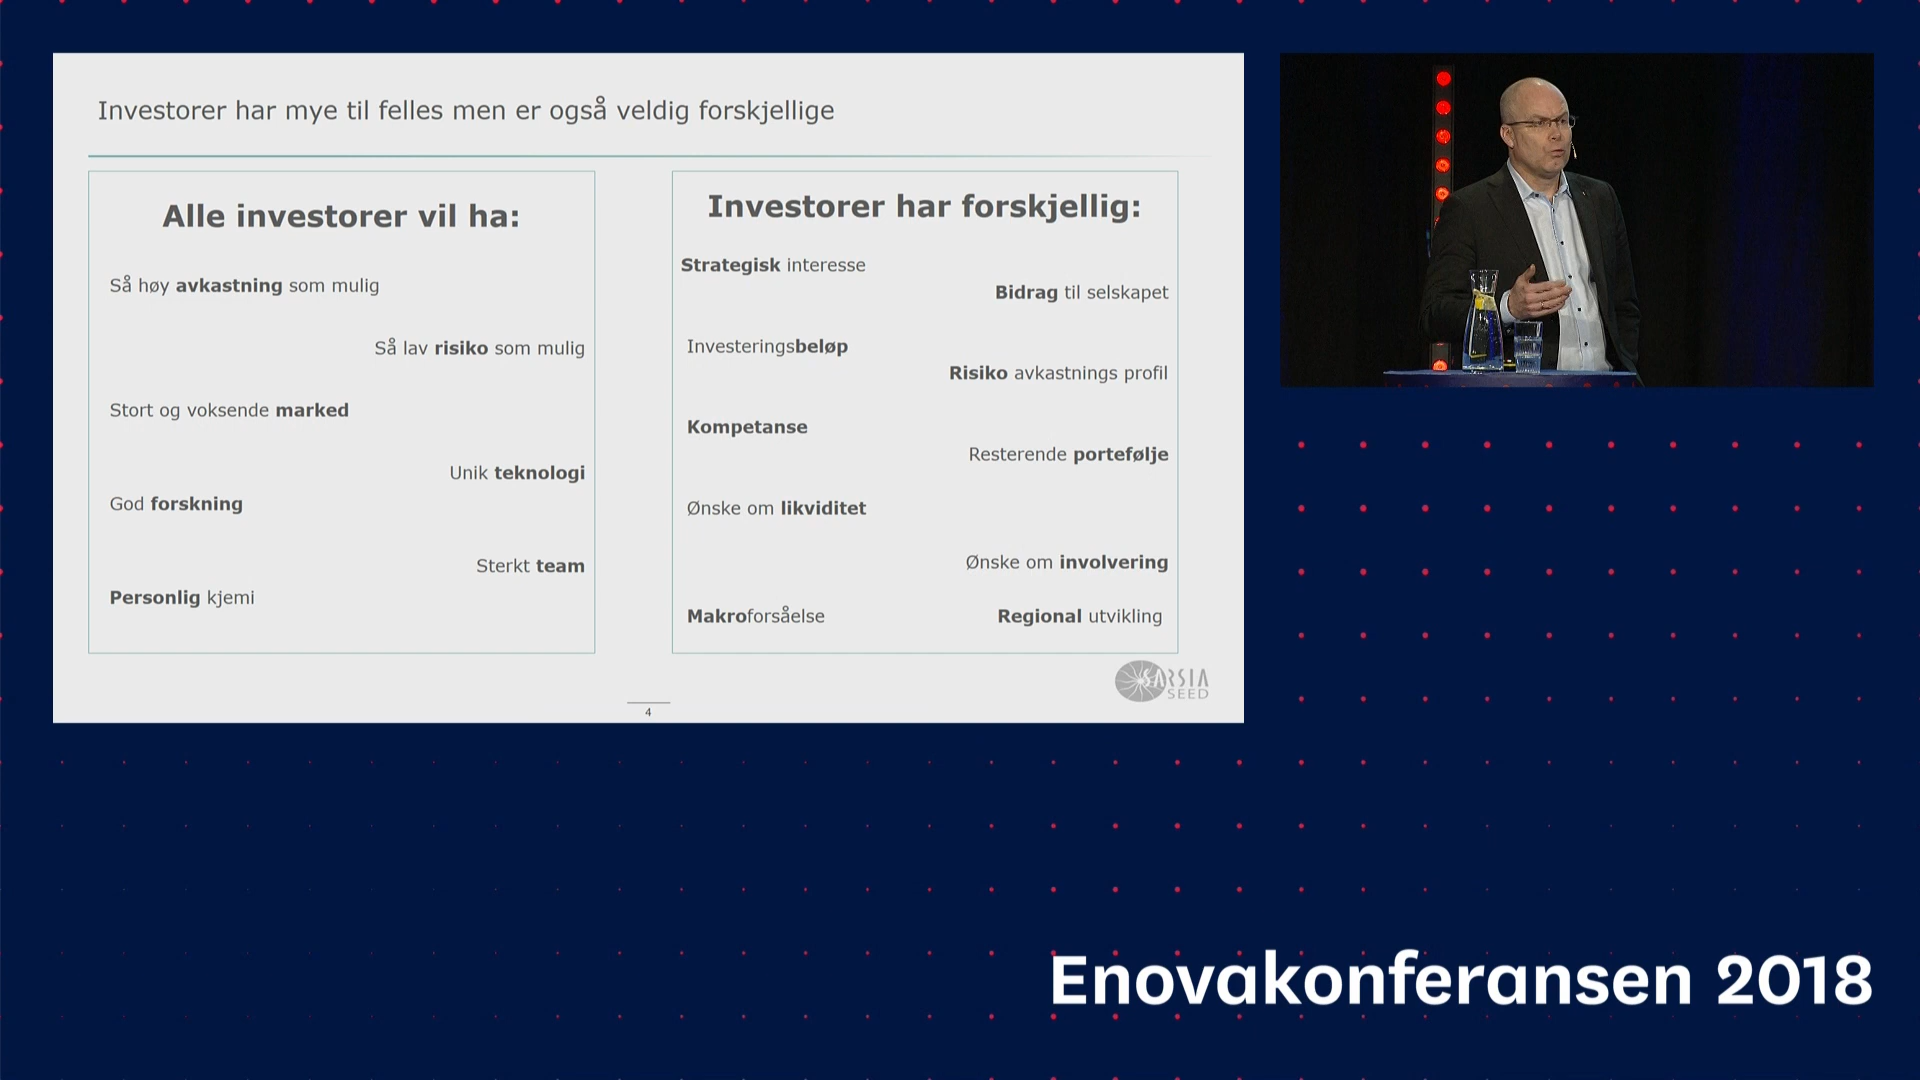 Investorer har mye til felles men er også veldig forskjellige
Alle investorer vil ha:
Så høy avkastning som mulig
Så lav risiko som mulig
Stort og voksende marked
Unik teknologi
God forskning
Sterkt team
Personlig kjemi
Investorer har forskjellig:
Strategisk interesse
Bidrag til selskapet
Investeringsbeløp
Risiko avkastnings profil
Kompetanse
Resterende portefølje
Ønske om likviditet
Ønske om involvering
Makroforsåelse
Regional utvikling
SARSIA
SEED
4
Enovakonferansen 2018